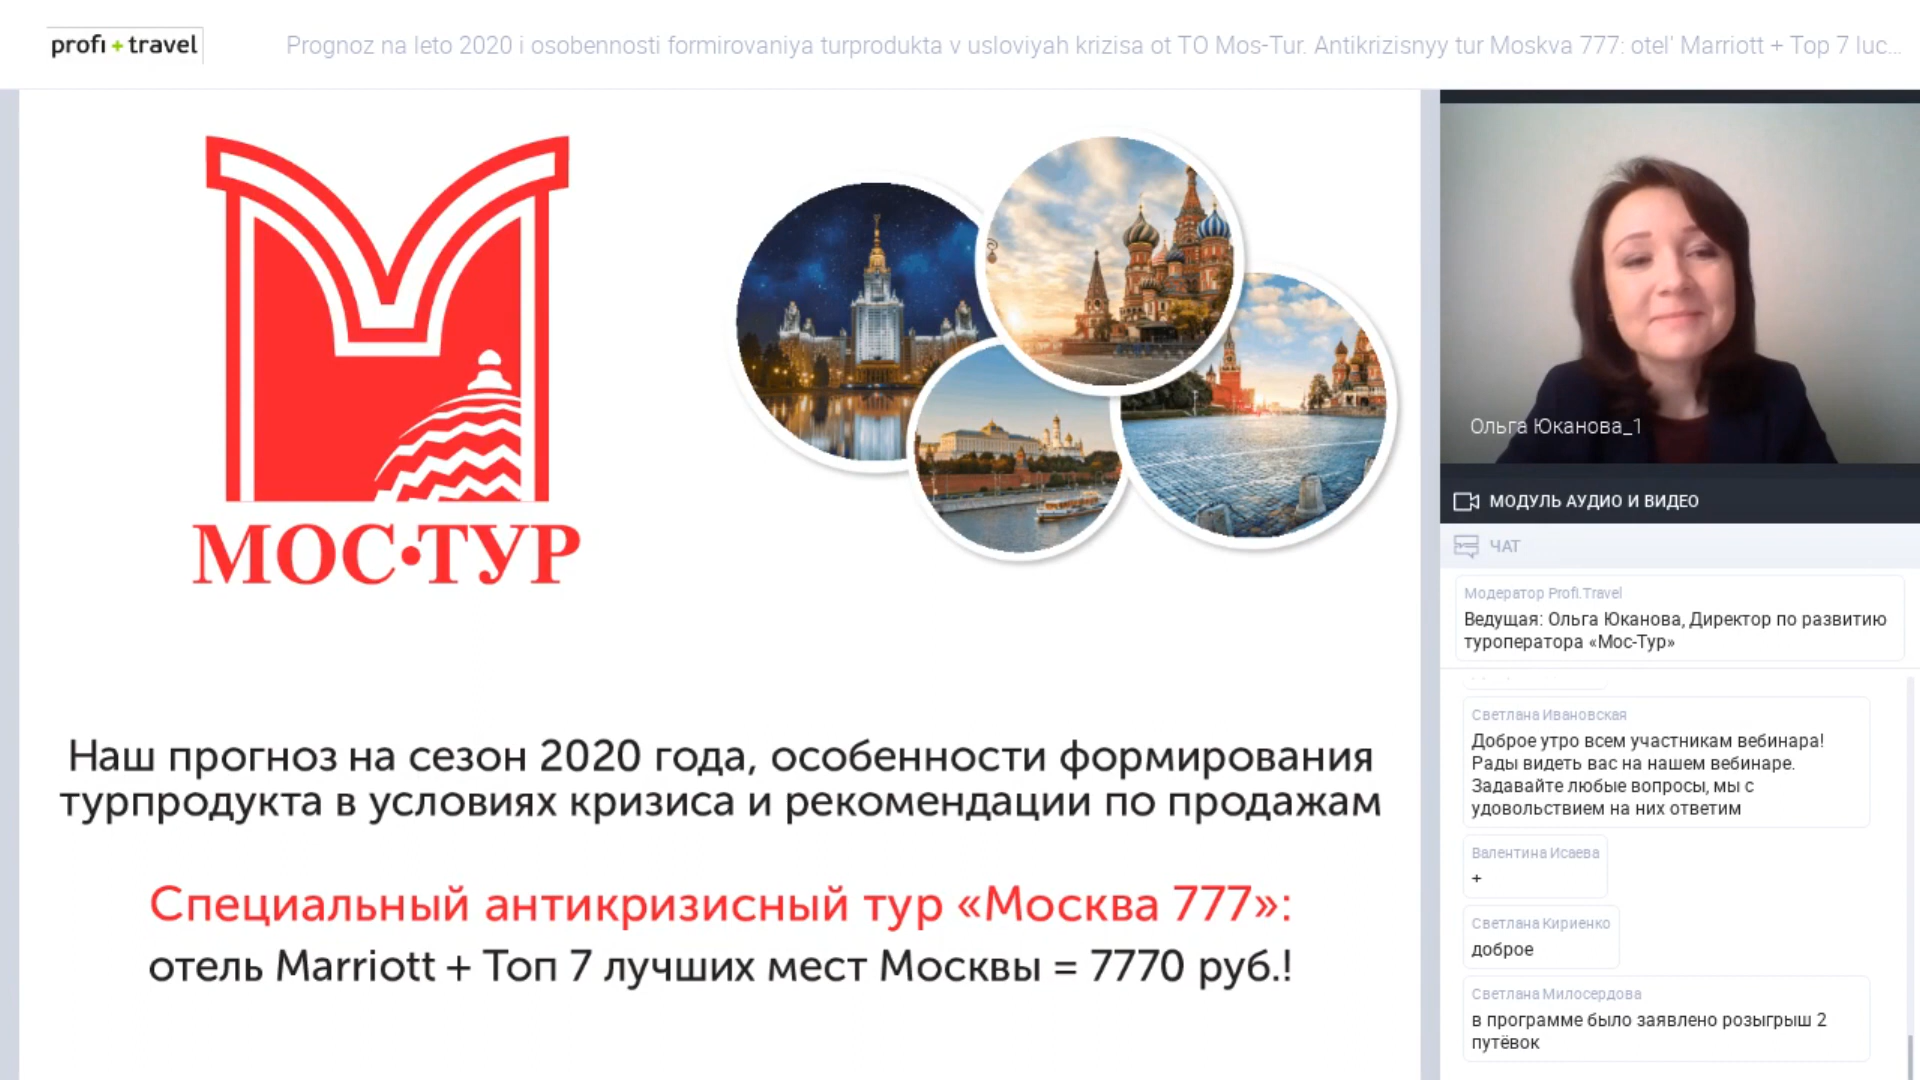 profi + travel
Prognoz na leto 2020 i osobennosti formirovaniya turprodukta v usloviyah krizisa ot TO Mos-Tur. Antikrizisnyy tur Moskva 777: otel' Marriott + Top 7 luc...
МОС·ТУР
Наш прогноз на сезон 2020 года, особенности формирования
турпродукта в условиях кризиса и рекомендации по продажам
Специальный антикризисный тур «Москва 777»:
отель Marriott + Топ 7 лучших мест Москвы = 7770 руб.!
Ольга Юканова_1
МОДУЛЬ АУДИО И ВИДЕО
ЧАТ
Модератор Profi.Travel
Ведущая: Ольга Юканова, Директор по развитию
туроператора «Мос-Тур»
Светлана Ивановская
Доброе утро всем участникам вебинара!
Рады видеть вас на нашем вебинаре.
Задавайте любые вопросы, мы с
удовольствием на них ответим
Валентина Исаева
+
Светлана Кириенко
доброе
Светлана Милосердова
в программе было заявлено розыгрыш 2
путёвок